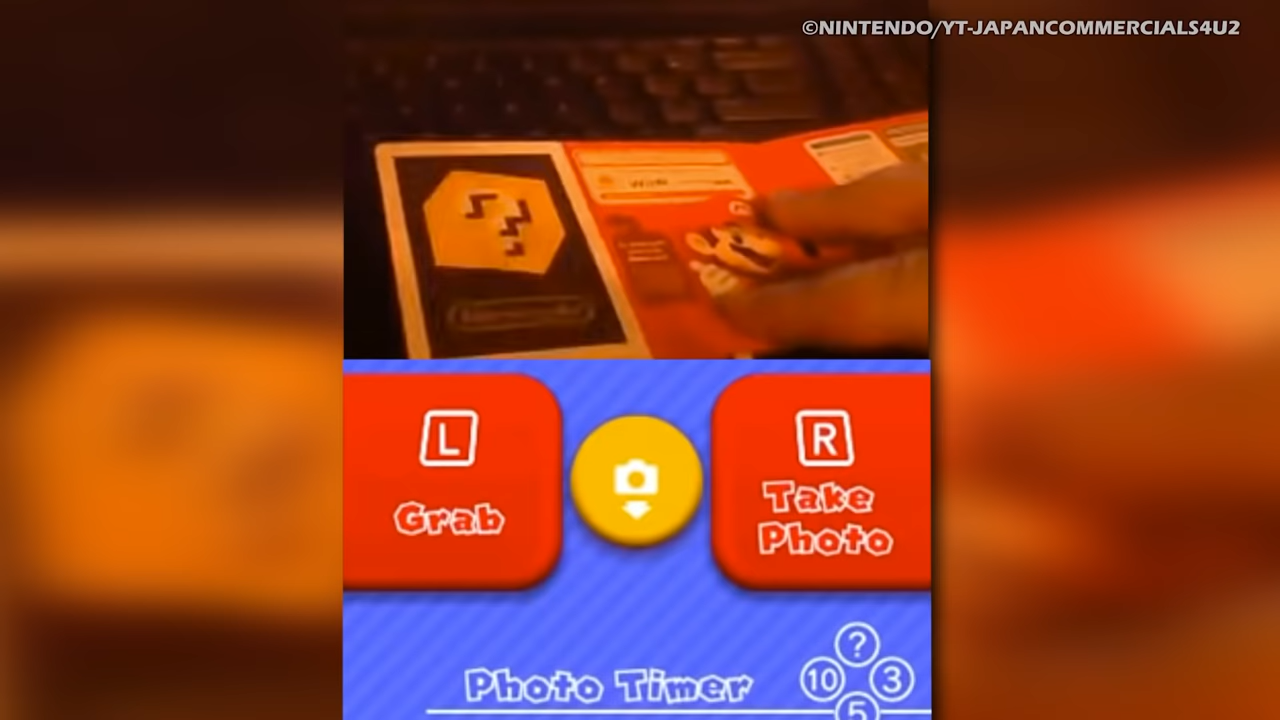 ©NINTENDO/YT-JAPANCOMMERCIALS4U2
?
L
R
Grab
Take
Photo
Photo Timer
?
10
3
5